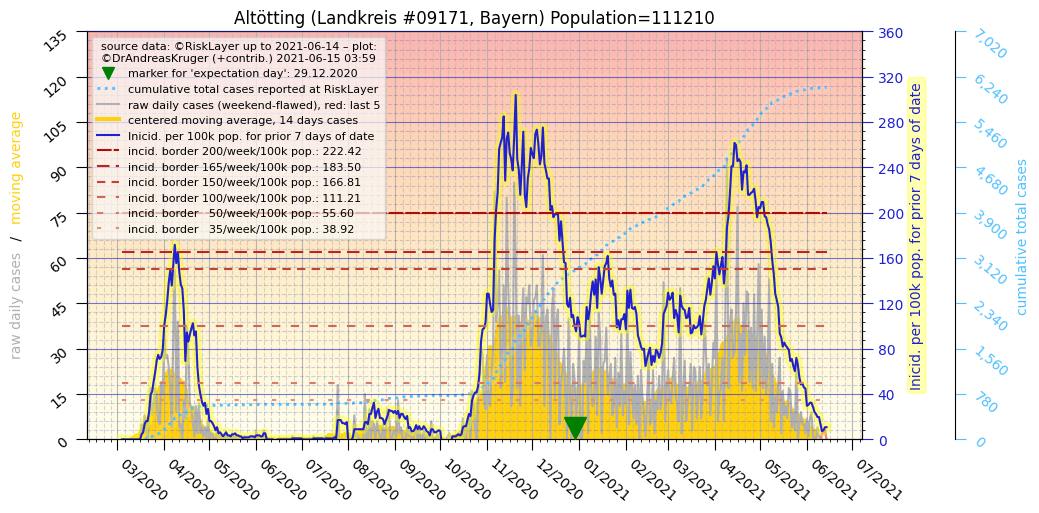 Altötting (Landkreis #09171, Bayern) Population=111210
source data: ©RiskLayer up to 2021-06-14 – plot:
©DrAndreasKruger (+contrib.) 2021-06-15 03:59
marker for 'expectation day': 29.12.2020
cumulative total cases reported at RiskLayer
raw daily cases (weekend-flawed), red: last 5
centered moving average, 14 days cases
Inicid. per 100k pop. for prior 7 days of date
incid. border 200/week/100k pop.: 222.42
incid. border 165/week/100k pop.: 183.50
incid. border 150/week/100k pop.: 166.81
incid. border 100/week/100k pop.: 111.21
incid. border   50/week/100k pop.: 55.60
incid. border   35/week/100k pop.: 38.92
raw daily cases  /  moving average
135
120
105
90
75
60
45
30
15
0
03/2020
04/2020
05/2020
06/2020
07/2020
08/2020
09/2020
10/2020
11/2020
12/2020
01/2021
02/2021
03/2021
04/2021
05/2021
06/2021
07/2021
360
320
280
240
200
160
120
80
40
0
Inicid. per 100k pop. for prior 7 days of date
7,020
6,240
5,460
4,680
3,900
3,120
2,340
1,560
780
0
cumulative total cases